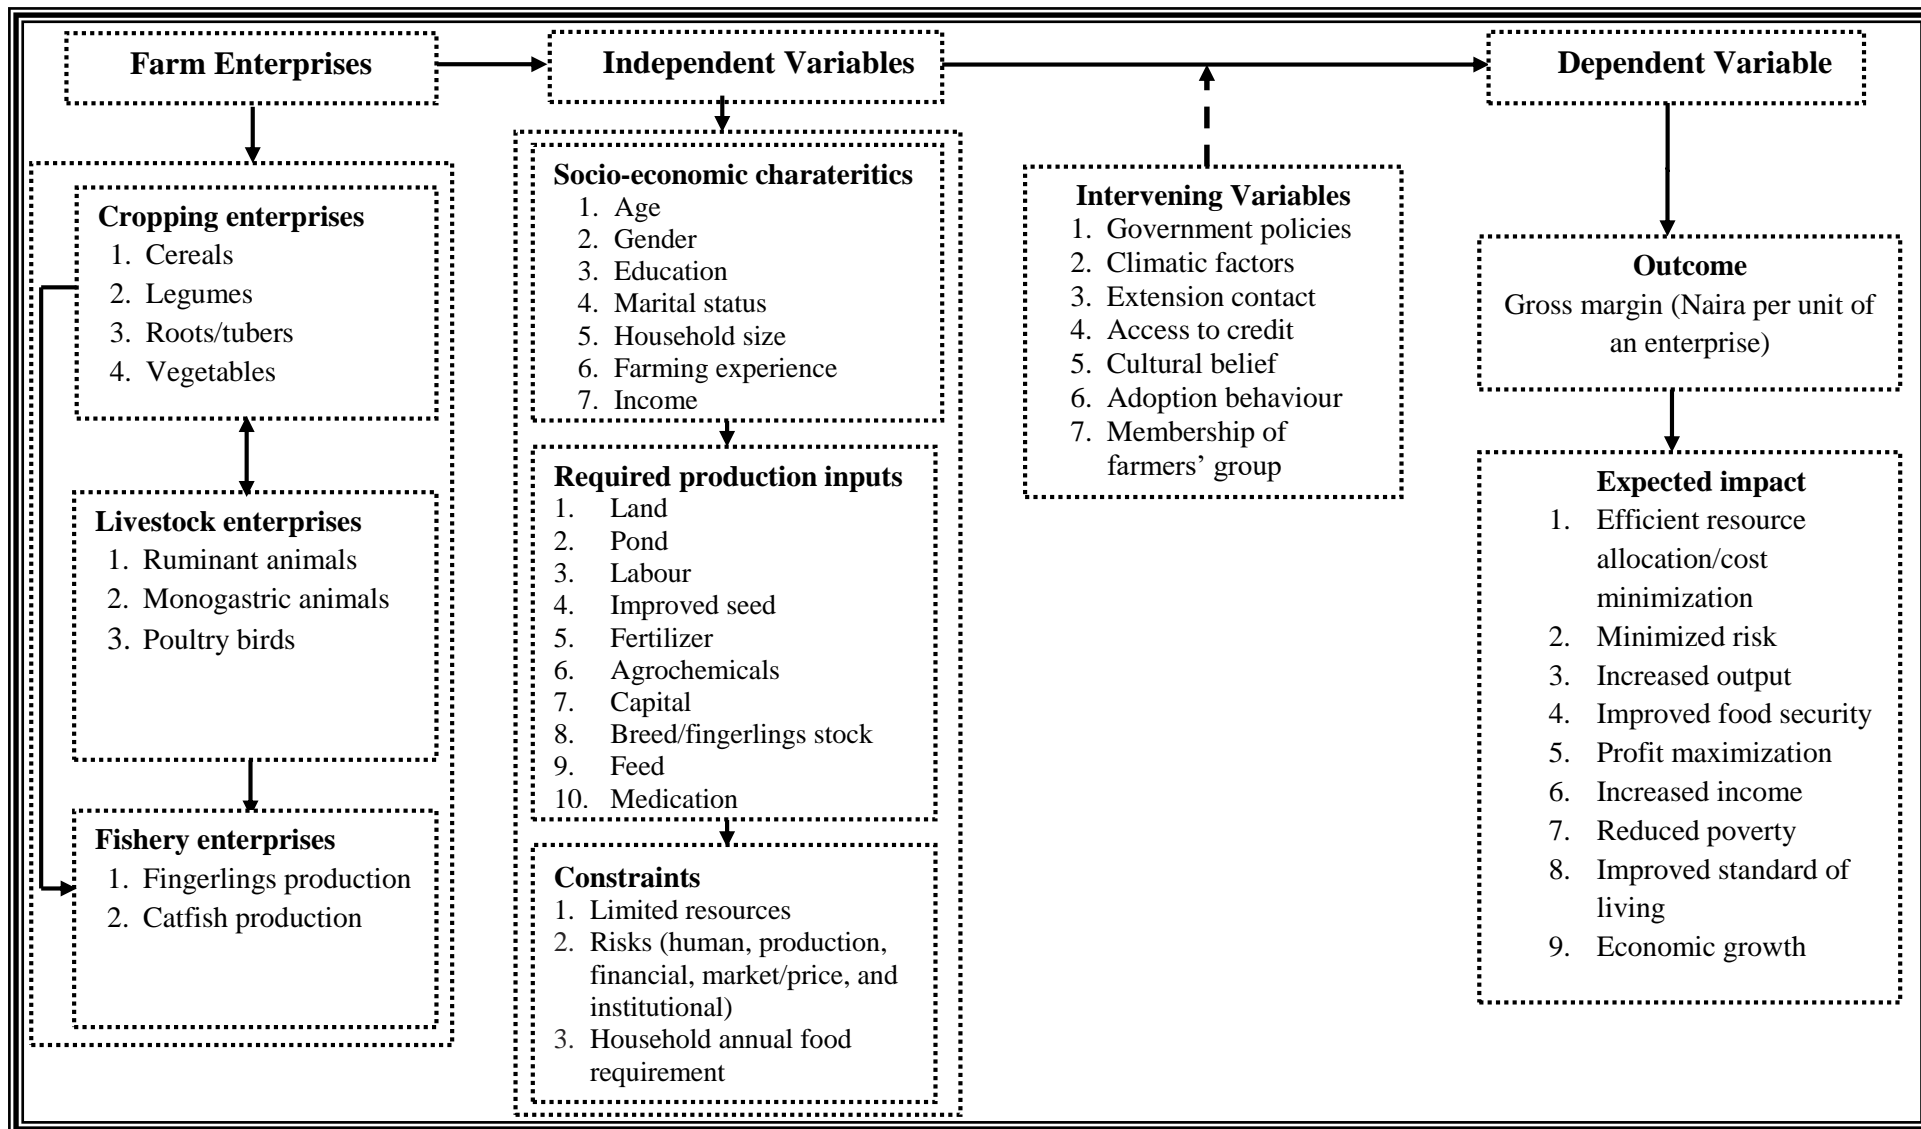 Farm Enterprises
Independent Variables
Dependent Variable
Cropping enterprises
1. Cereals
2. Legumes
3. Roots/tubers
4. Vegetables
Livestock enterprises
1. Ruminant animals
2. Monogastric animals
3. Poultry birds
Fishery enterprises
1. Fingerlings production
2. Catfish production
Socio-economic charateritics
1. Age
2. Gender
3. Education
4. Marital status
5. Household size
6. Farming experience
7. Income
Required production inputs
1. Land
2. Pond
3. Labour
4. Improved seed
5. Fertilizer
6. Agrochemicals
7. Capital
8. Breed/fingerlings stock
9. Feed
10. Medication
Constraints
1. Limited resources
2. Risks (human, production,
financial, market/price, and
institutional)
3. Household annual food
requirement
Intervening Variables
1. Government policies
2. Climatic factors
3. Extension contact
4. Access to credit
5. Cultural belief
6. Adoption behaviour
7. Membership of
farmers’ group
Outcome
Gross margin (Naira per unit of
an enterprise)
Expected impact
1. Efficient resource
allocation/cost
minimization
2. Minimized risk
3. Increased output
4. Improved food security
5. Profit maximization
6. Increased income
7. Reduced poverty
8. Improved standard of
living
9. Economic growth